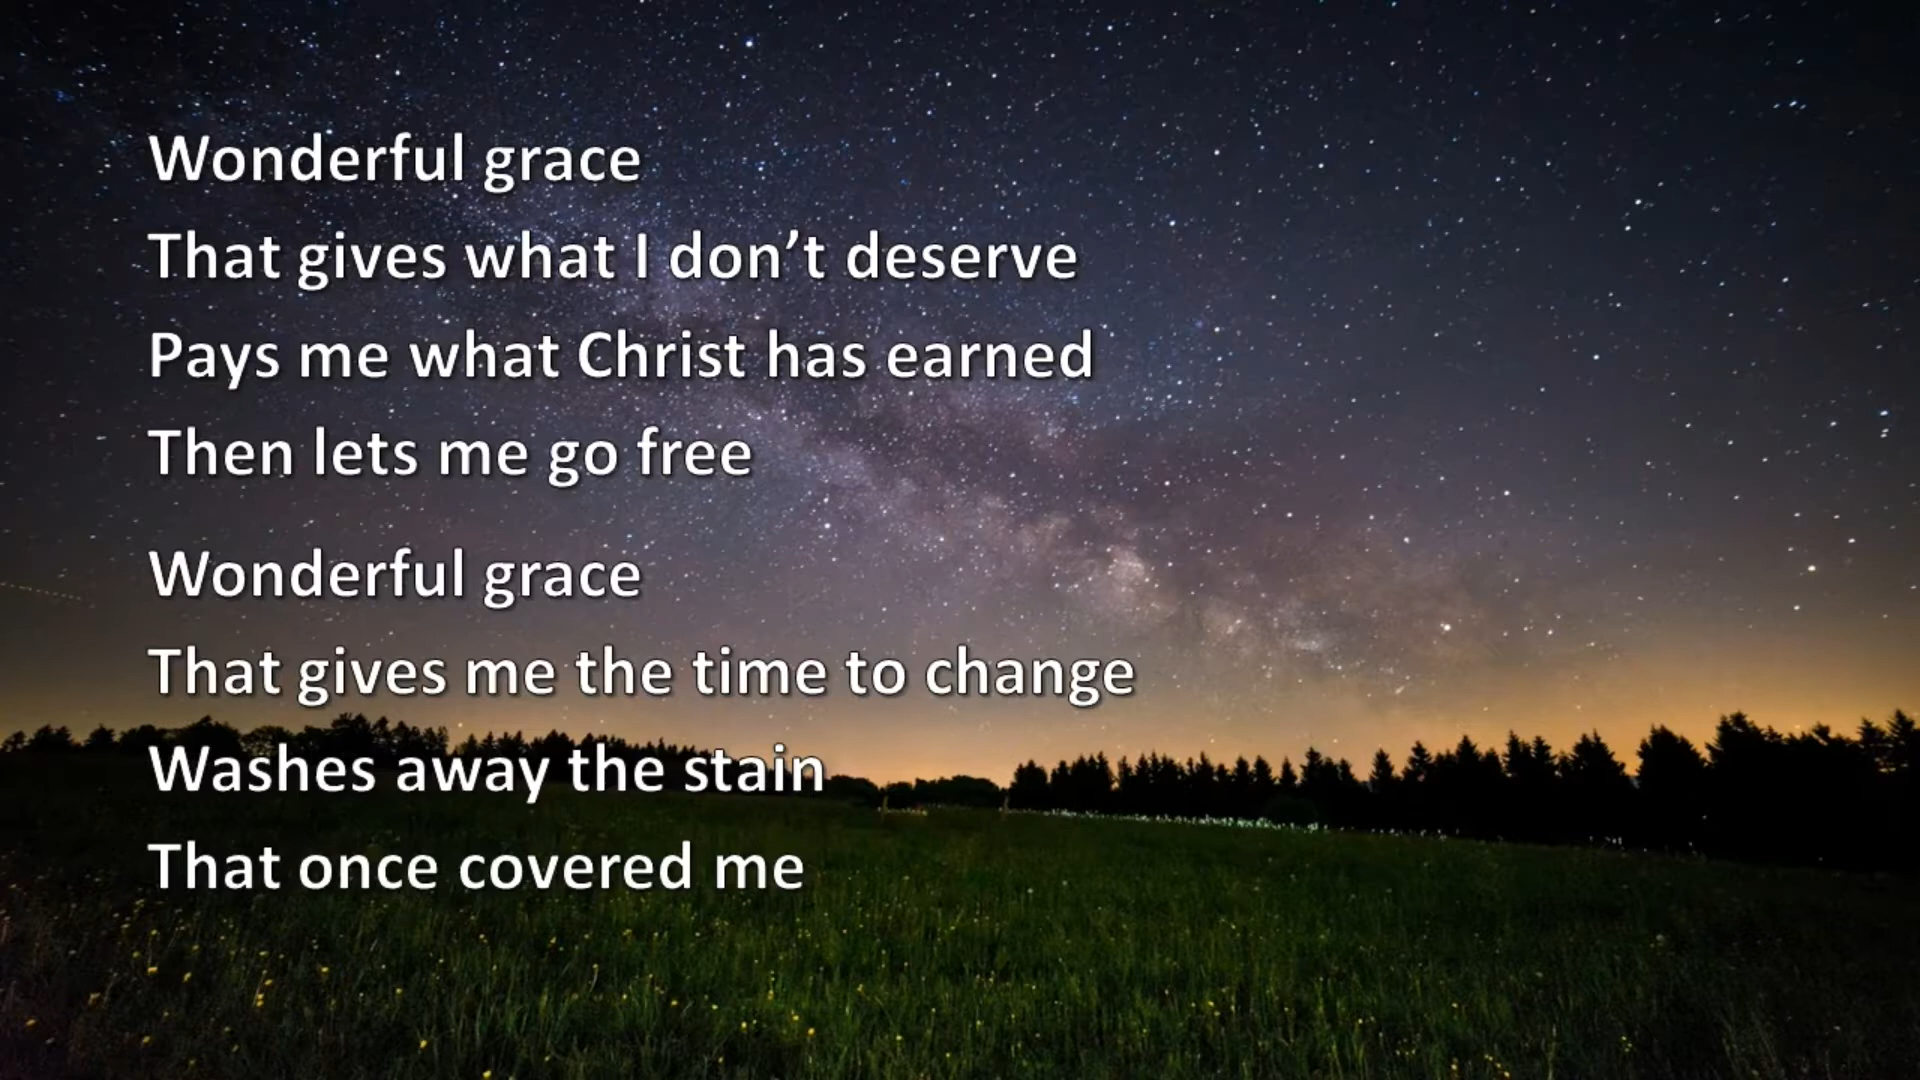 Wonderful grace
That gives what I don’t deserve
Pays me what Christ has earned
Then lets me go free
Wonderful grace
That gives me the time to change
Washes away the stain
That once covered me